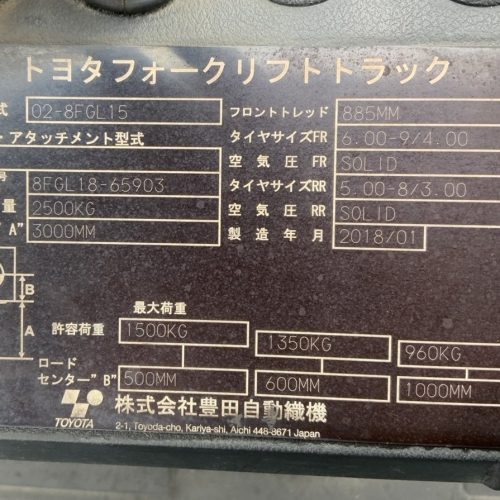 トヨタフォークリフトトラック
式 02-8FGL15 フロントトレッド 885MM
・アタッチメント型式 タイヤサイズFR 6.00-9/4.00
空気圧 FR SOLID
号 8FGL18-65903 タイヤサイズRR 5.00-8/3.00
量 2500KG 空気圧 RR SOLID
"A" 3000MM 製造年月 2018/01
B
最大荷重
A 許容荷重 1500KG 1350KG 960KG
ロード
センター"B" 500MM 600MM 1000MM
TOYOTA 株式会社豊田自動織機
2-1, Toyoda-cho, Kariya-shi, Aichi 448-8671 Japan